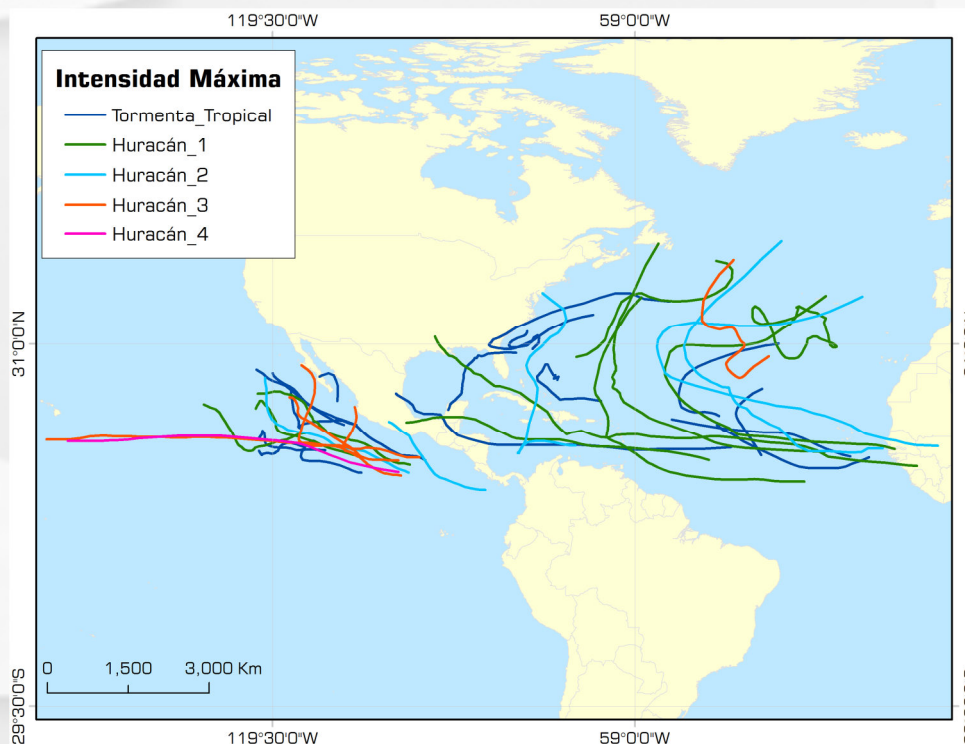 119°30'0"W 59°0'0"W
Intensidad Máxima
Tormenta_Tropical
Huracán_1
Huracán_2
Huracán_3
Huracán_4
31°0'0"N
0 1,500 3,000 Km
29°30'0"S
119°30'0"W 59°0'0"W